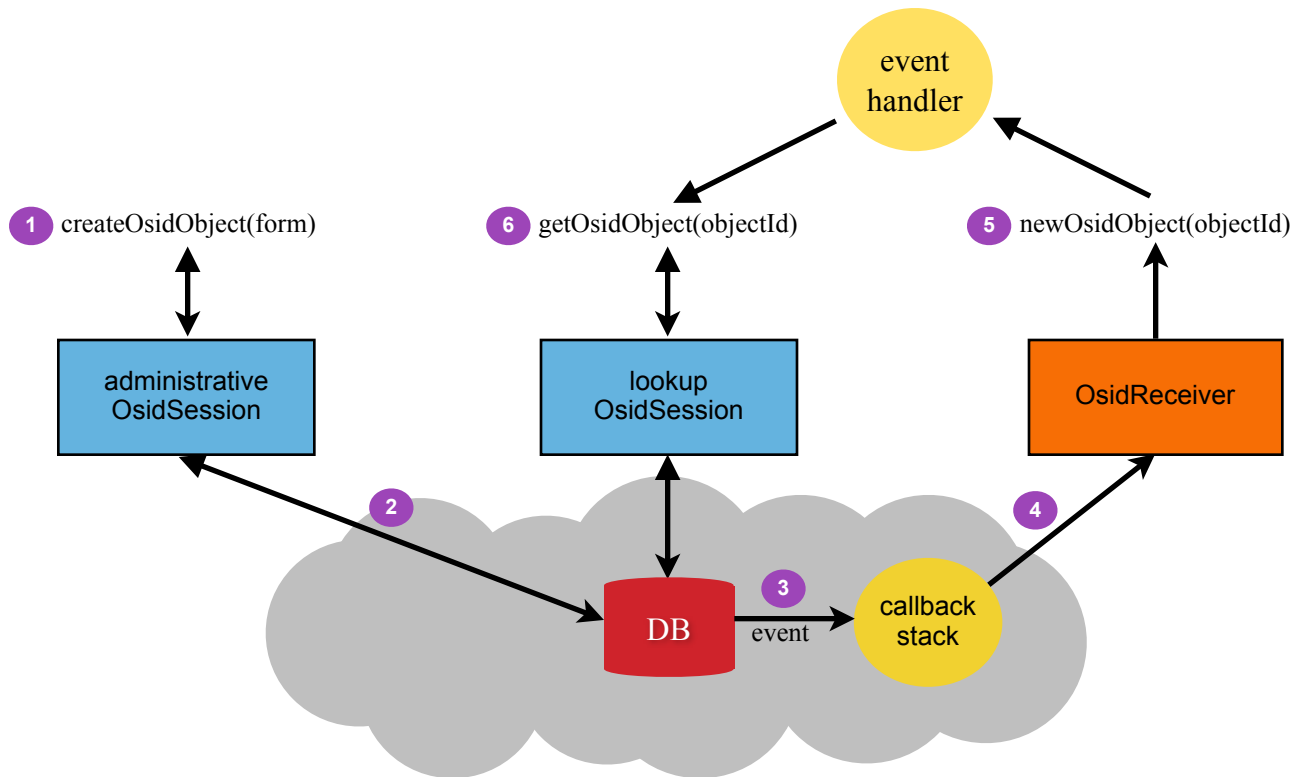 event
handler
1 createOsidObject(form)
6 getOsidObject(objectId)
5 newOsidObject(objectId)
administrative
OsidSession
lookup
OsidSession
OsidReceiver
2
4
3
DB
event
callback
stack